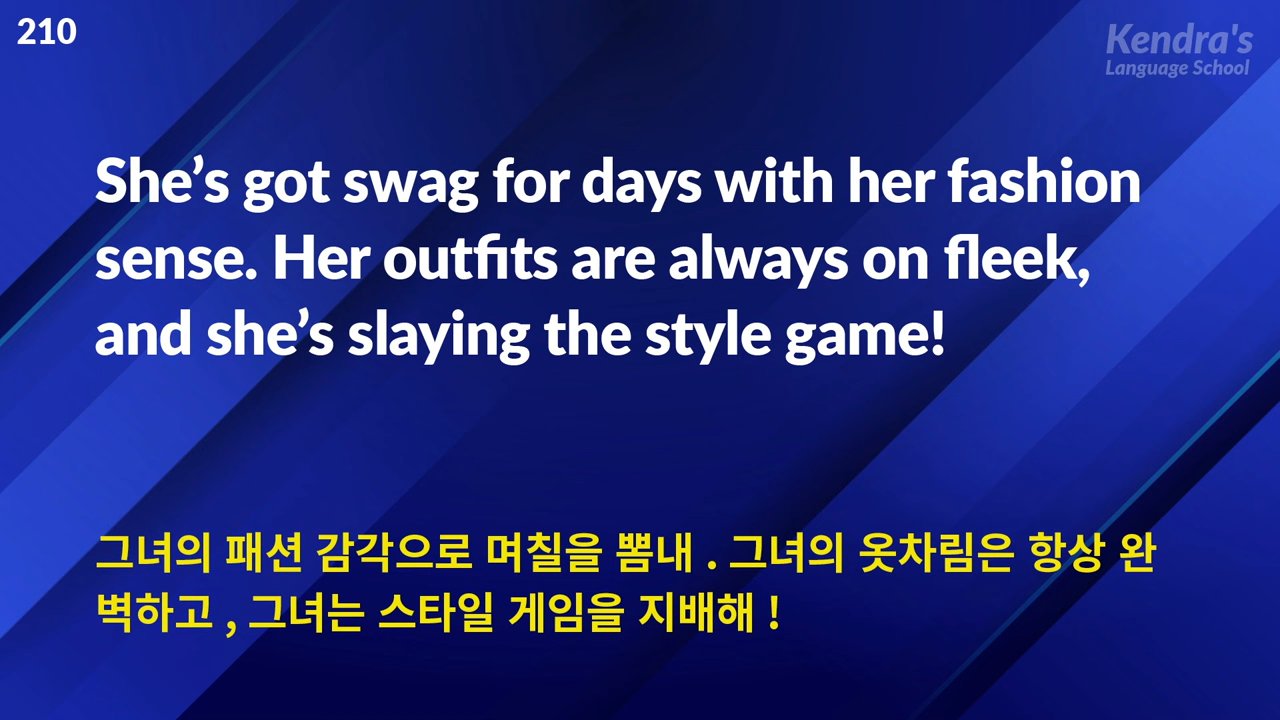 210
Kendra's
Language School
She’s got swag for days with her fashion
sense. Her outfits are always on fleek,
and she’s slaying the style game!
그녀의 패션 감각으로 며칠을 뽐내 . 그녀의 옷차림은 항상 완
벽하고 , 그녀는 스타일 게임을 지배해 !